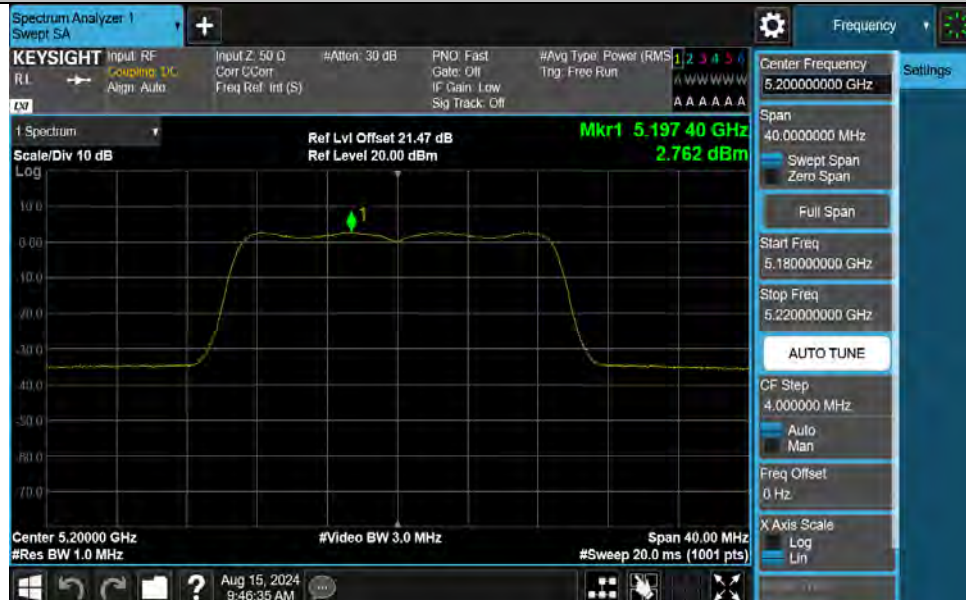 Spectrum Analyzer 1
Swept SA
+
Frequency
KEYSIGHT
RL
LXI
Input: RF
Coupling: DC
Align: Auto
Input Z: 50 Ω
Corr CCorr
Freq Ref: Int (S)
#Atten: 30 dB
PNO: Fast
Gate: Off
IF Gain: Low
Sig Track: Off
#Avg Type: Power (RMS
Trig: Free Run
1 2 3 4 5 6
A W W W W W
A A A A A A
1 Spectrum
Scale/Div 10 dB
Log
Ref Lvl Offset 21.47 dB
Ref Level 20.00 dBm
Mkr1 5.197 40 GHz
2.762 dBm
1
10.0
0.00
-10.0
-20.0
-30.0
-40.0
-50.0
-60.0
-70.0
Center 5.20000 GHz
#Res BW 1.0 MHz
#Video BW 3.0 MHz
Span 40.00 MHz
#Sweep 20.0 ms (1001 pts)
?
Aug 15, 2024
9:46:35 AM
Center Frequency
5.200000000 GHz
Settings
Span
40.0000000 MHz
Swept Span
Zero Span
Full Span
Start Freq
5.180000000 GHz
Stop Freq
5.220000000 GHz
AUTO TUNE
CF Step
4.000000 MHz
Auto
Man
Freq Offset
0 Hz
X Axis Scale
Log
Lin